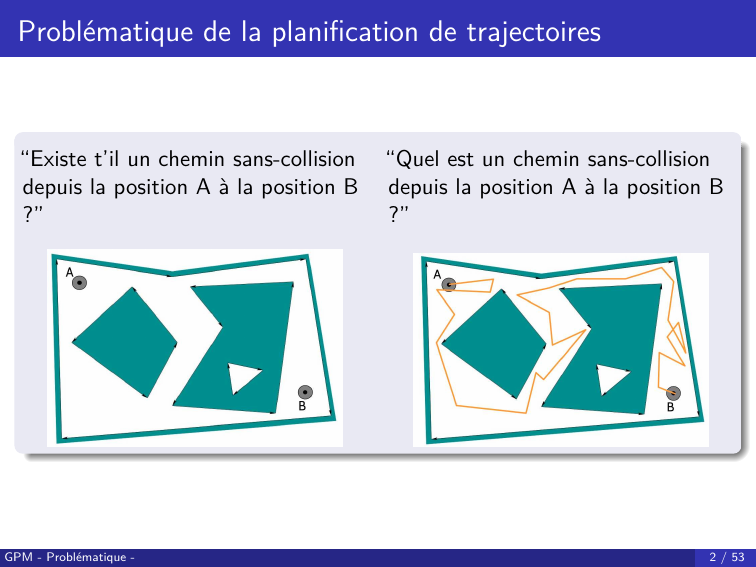 Problématique de la planification de trajectoires
“Existe t’il un chemin sans-collision
depuis la position A à la position B
?”
A
B
“Quel est un chemin sans-collision
depuis la position A à la position B
?”
A
B
GPM - Problématique -
2 / 53